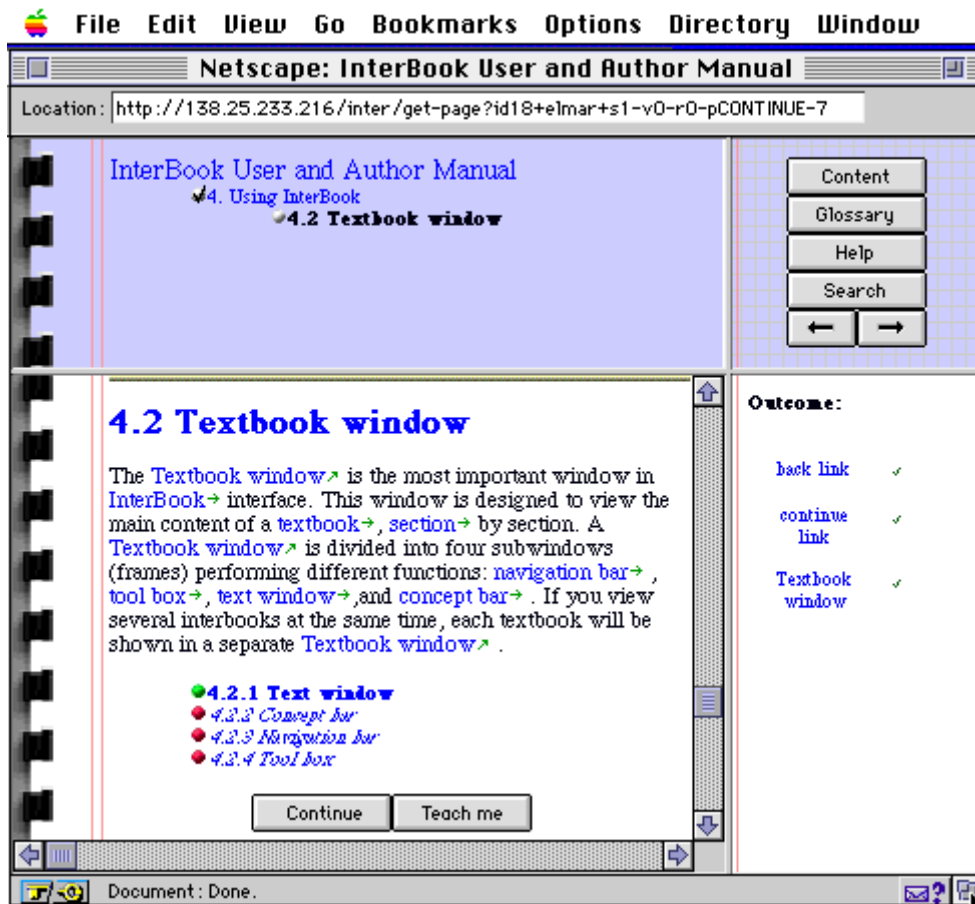 File Edit View Go Bookmarks Options Directory Window
Netscape: InterBook User and Author Manual
Location: http://138.25.233.216/inter/get-page?id18+elmar+s1-v0-r0-pCONTINUE-7
InterBook User and Author Manual
4. Using InterBook
4.2 Textbook window
Content
Glossary
Help
Search
← →
4.2 Textbook window
The Textbook window↗ is the most important window in
InterBook→ interface. This window is designed to view the
main content of a textbook→, section→ by section. A
Textbook window↗ is divided into four subwindows
(frames) performing different functions: navigation bar→ ,
tool box→, text window→,and concept bar→ . If you view
several interbooks at the same time, each textbook will be
shown in a separate Textbook window↗ .
4.2.1 Text window
4.2.2 Concept bar
4.2.3 Navigation bar
4.2.4 Tool box
Continue Teach me
Outcome:
back link ✓
continue ✓
link
Textbook ✓
window
Document: Done.